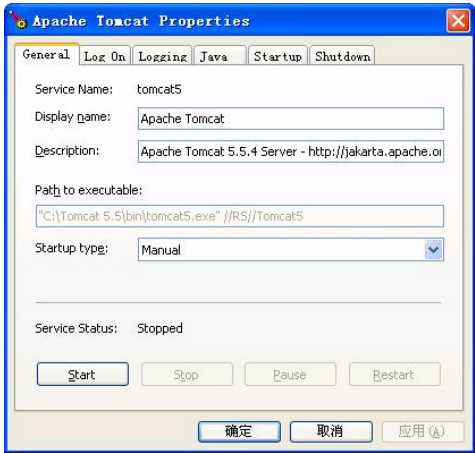 Apache Tomcat Properties
General Log On Logging Java Startup Shutdown
Service Name: tomcat5
Display name: Apache Tomcat
Description: Apache Tomcat 5.5.4 Server - http://jakarta.apache.or
Path to executable:
"C:\Tomcat 5.5\bin\tomcat5.exe" //RS//Tomcat5
Startup type: Manual
Service Status: Stopped
Start Stop Pause Restart
确定 取消 应用(A)